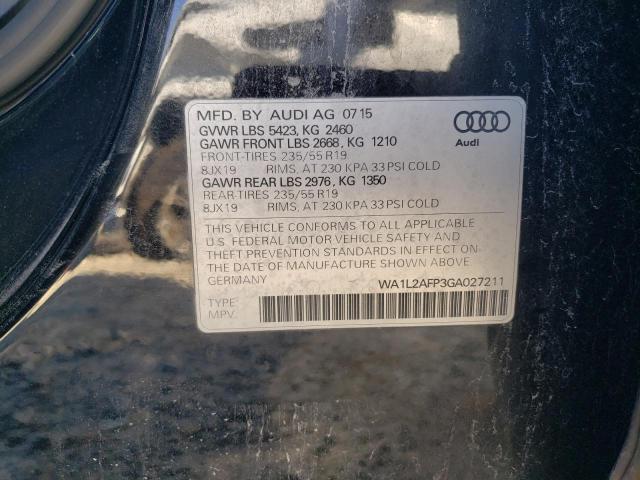 MFD. BY AUDI AG 07 15
GVWR LBS 5423, KG 2460
GAWR FRONT LBS 2668, KG 1210
FRONT-TIRES 235/55 R19
8JX19 RIMS, AT 230 KPA 33 PSI COLD
GAWR REAR LBS 2976, KG 1350
REAR-TIRES 235/55 R19
8JX19 RIMS, AT 230 KPA 33 PSI COLD
Audi
THIS VEHICLE CONFORMS TO ALL APPLICABLE
U.S. FEDERAL MOTOR VEHICLE SAFETY AND
THEFT PREVENTION STANDARDS IN EFFECT ON
THE DATE OF MANUFACTURE SHOWN ABOVE.
GERMANY
WA1L2AFP3GA027211
TYPE:
MPV.